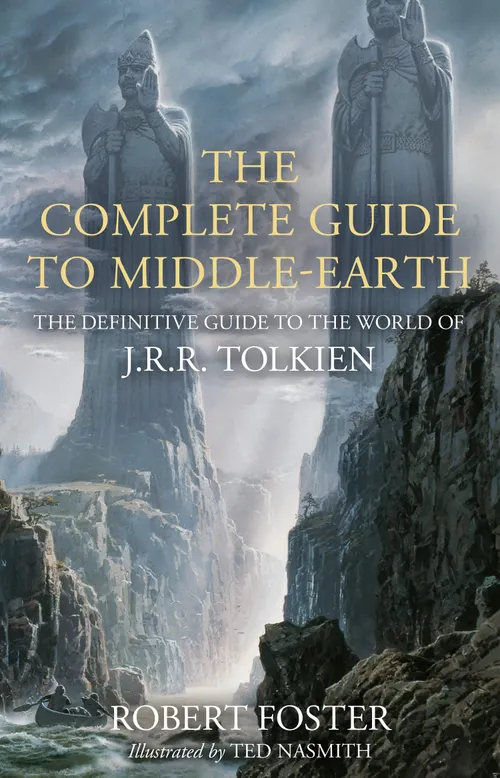 THE
COMPLETE GUIDE
TO MIDDLE-EARTH
THE DEFINITIVE GUIDE TO THE WORLD OF
J.R.R. TOLKIEN
ROBERT FOSTER
Illustrated by TED NASMITH